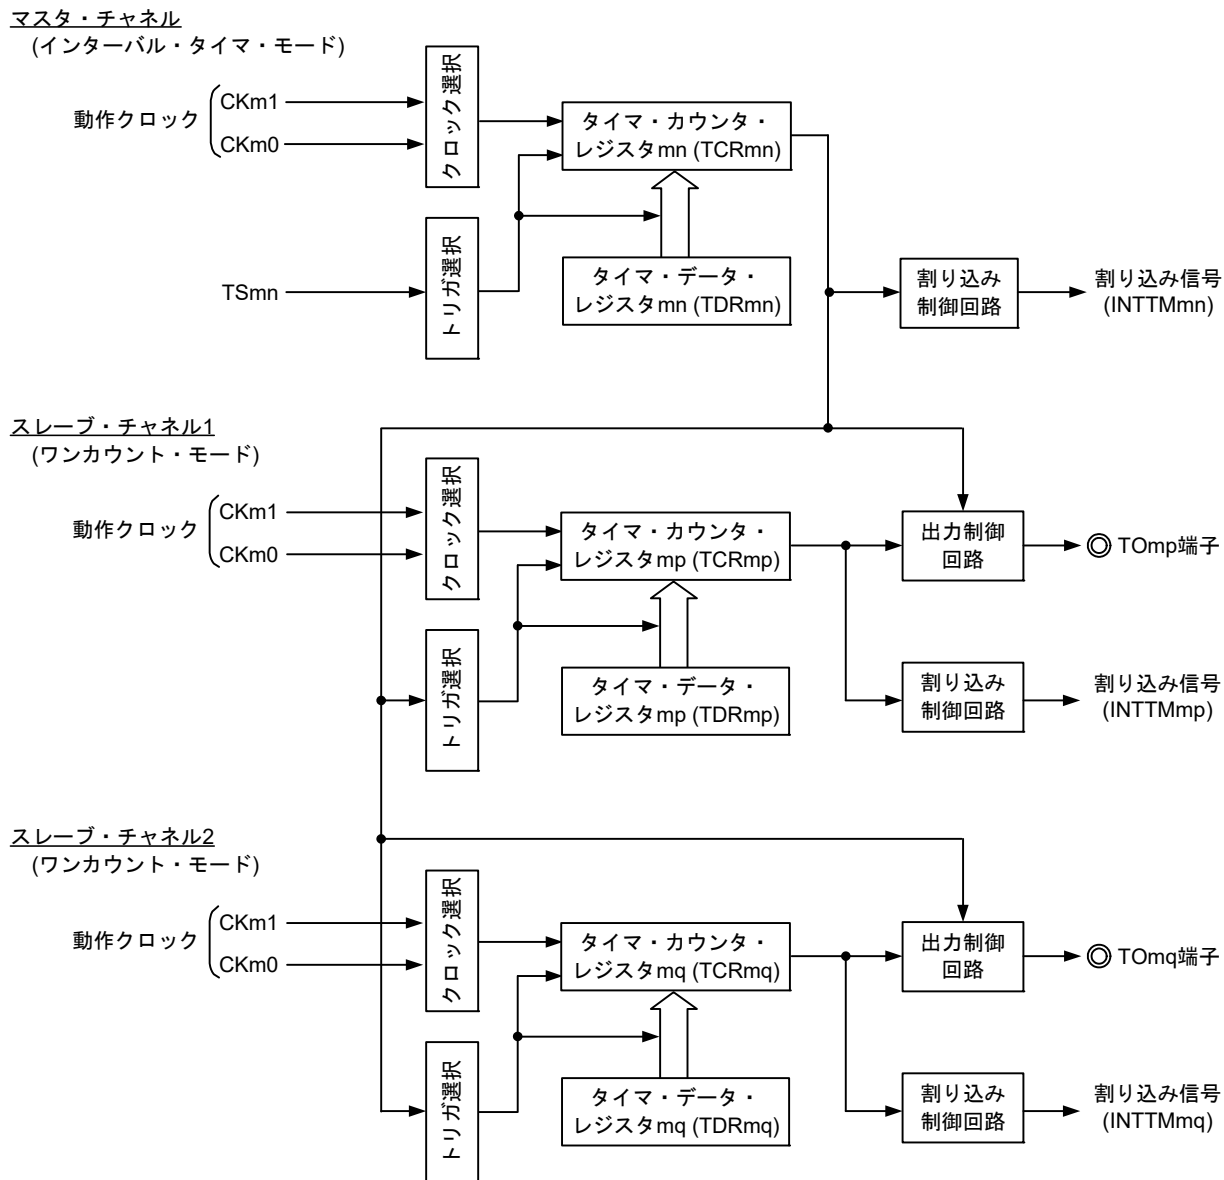 マスタ・チャネル
(インターバル・タイマ・モード)
動作クロック
CKm1
CKm0
クロック選択
タイマ・カウンタ・
レジスタmn (TCRmn)
TSmn
トリガ選択
タイマ・データ・
レジスタmn (TDRmn)
割り込み
制御回路
割り込み信号
(INTTMmn)
スレーブ・チャネル1
(ワンカウント・モード)
動作クロック
CKm1
CKm0
クロック選択
タイマ・カウンタ・
レジスタmp (TCRmp)
出力制御
回路
TOmp端子
トリガ選択
タイマ・データ・
レジスタmp (TDRmp)
割り込み
制御回路
割り込み信号
(INTTMmp)
スレーブ・チャネル2
(ワンカウント・モード)
動作クロック
CKm1
CKm0
クロック選択
タイマ・カウンタ・
レジスタmq (TCRmq)
出力制御
回路
TOmq端子
トリガ選択
タイマ・データ・
レジスタmq (TDRmq)
割り込み
制御回路
割り込み信号
(INTTMmq)